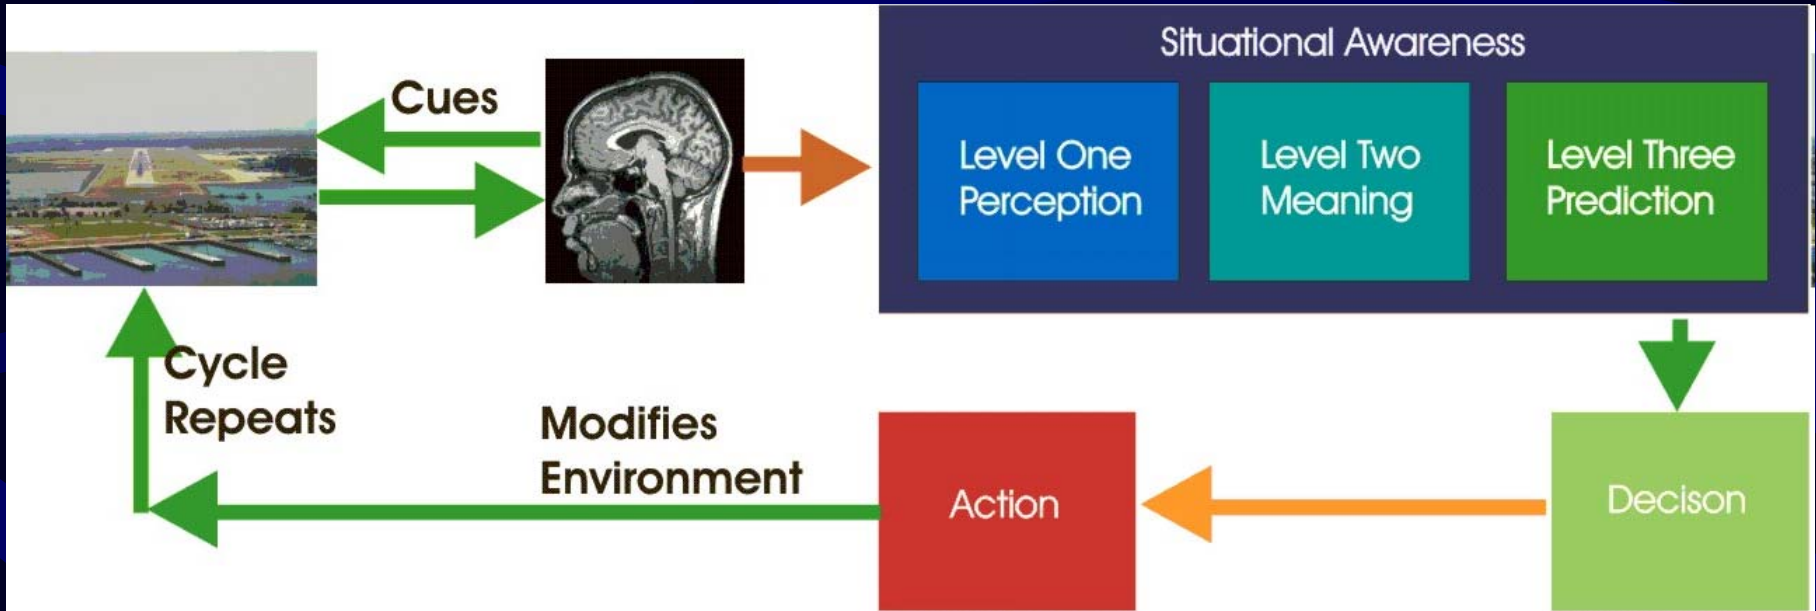 Situational Awareness
Cues
Level One
Perception
Level Two
Meaning
Level Three
Prediction
Cycle
Repeats
Modifies
Environment
Action
Decison